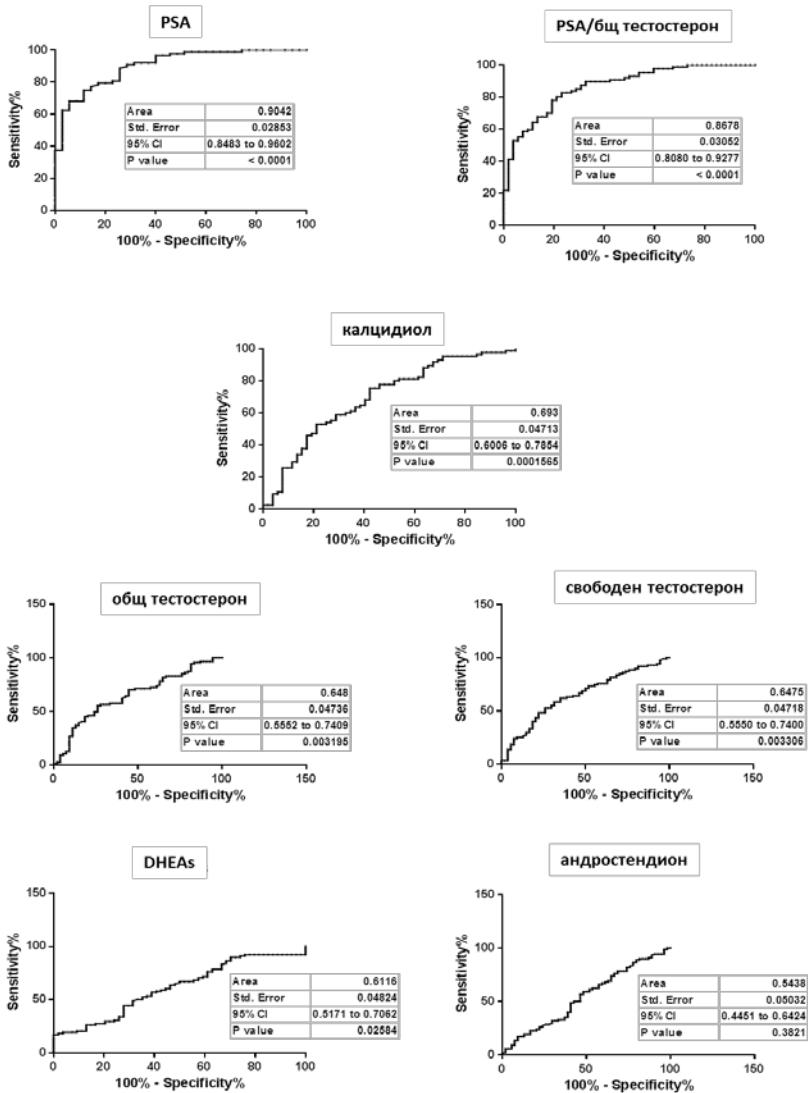 PSA
100
80
60
40
20
0
Sensitivity%
Area 0.9042
Std. Error 0.02853
95% CI 0.8483 to 0.9602
P value < 0.0001
0 20 40 60 80 100
100% - Specificity%
PSA/бщ тестостерон
100
80
60
40
20
0
Sensitivity%
Area 0.8678
Std. Error 0.03052
95% CI 0.8080 to 0.9277
P value < 0.0001
0 20 40 60 80 100
100% - Specificity%
калцидиол
100
80
60
40
20
0
Sensitivity%
Area 0.693
Std. Error 0.04713
95% CI 0.6006 to 0.7854
P value 0.0001565
0 20 40 60 80 100
100% - Specificity%
общ тестостерон
150
100
50
0
Sensitivity%
Area 0.648
Std. Error 0.04736
95% CI 0.5552 to 0.7409
P value 0.003195
0 50 100 150
100% - Specificity%
свободен тестостерон
150
100
50
0
Sensitivity%
Area 0.6475
Std. Error 0.04718
95% CI 0.5550 to 0.7400
P value 0.003306
0 50 100 150
100% - Specificity%
DHEAs
150
100
50
0
Sensitivity%
Area 0.6116
Std. Error 0.04824
95% CI 0.5171 to 0.7062
P value 0.02584
0 20 40 60 80 100
100% - Specificity%
андростендион
150
100
50
0
Sensitivity%
Area 0.5438
Std. Error 0.05032
95% CI 0.4451 to 0.6424
P value 0.3821
0 50 100 150
100% - Specificity%